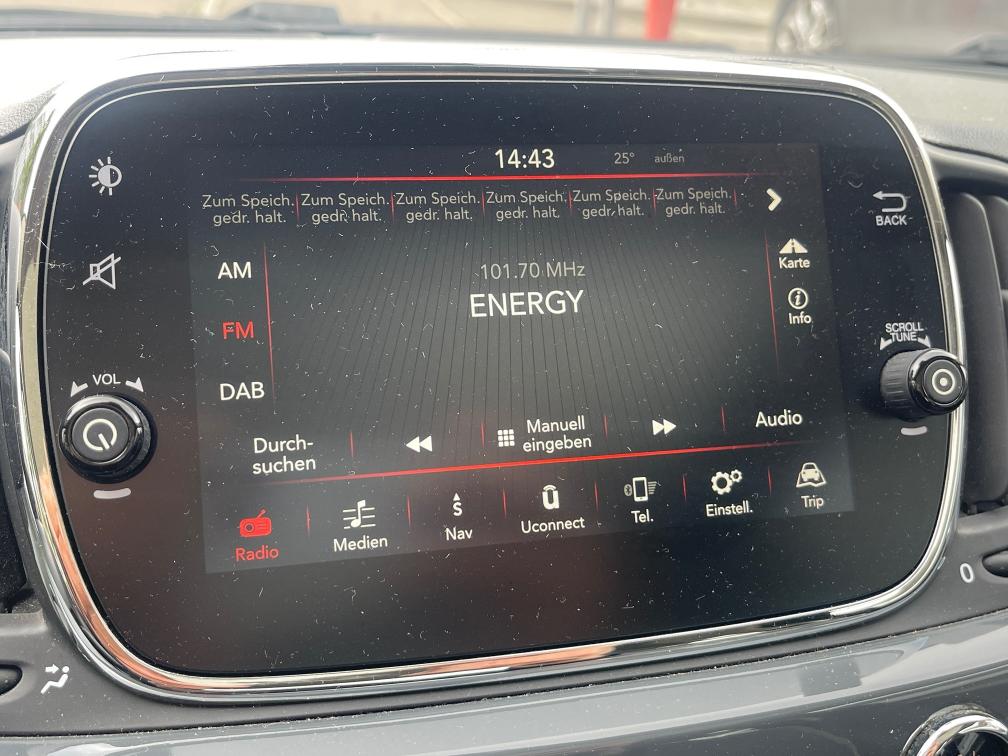 14:43 25° außen
Zum Speich. Zum Speich. Zum Speich. Zum Speich. Zum Speich. Zum Speich.
gedr. halt. gedr. halt. gedr. halt. gedr. halt. gedr. halt. gedr. halt.
BACK
AM
101.70 MHz
Karte
ENERGY
Info
FM
SCROLL
TUNE
VOL
DAB
Durch-
suchen
Manuell
eingeben
Audio
Radio
Medien
S
Nav
Uconnect
Tel.
Einstell.
Trip
0